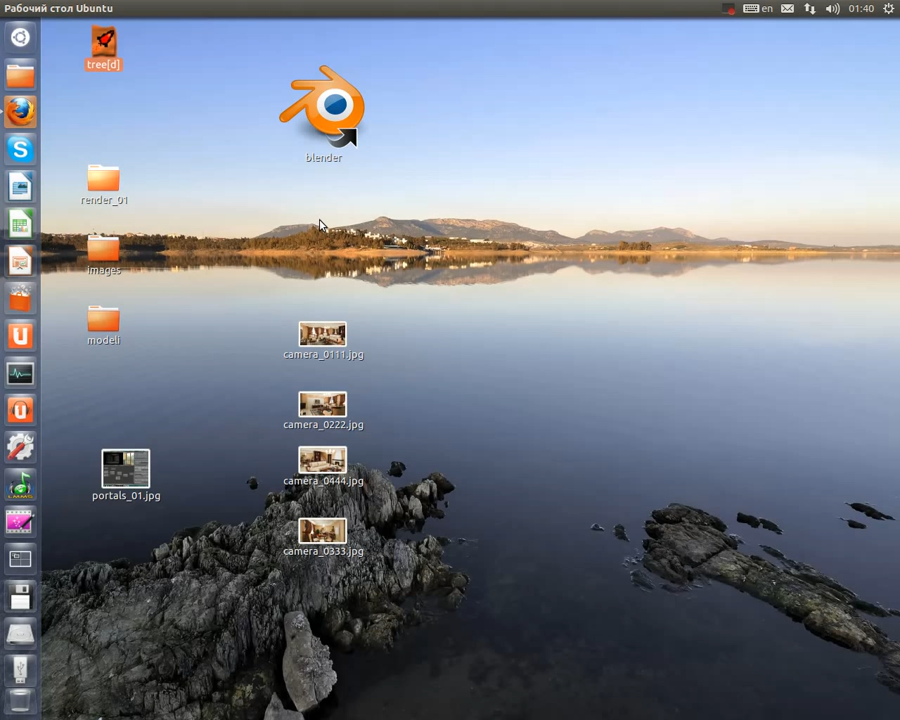 Рабочий стол Ubuntu
en
01:40
tree[d]
blender
render_01
images
modeli
camera_0111.jpg
camera_0222.jpg
camera_0444.jpg
portals_01.jpg
camera_0333.jpg
LMMS